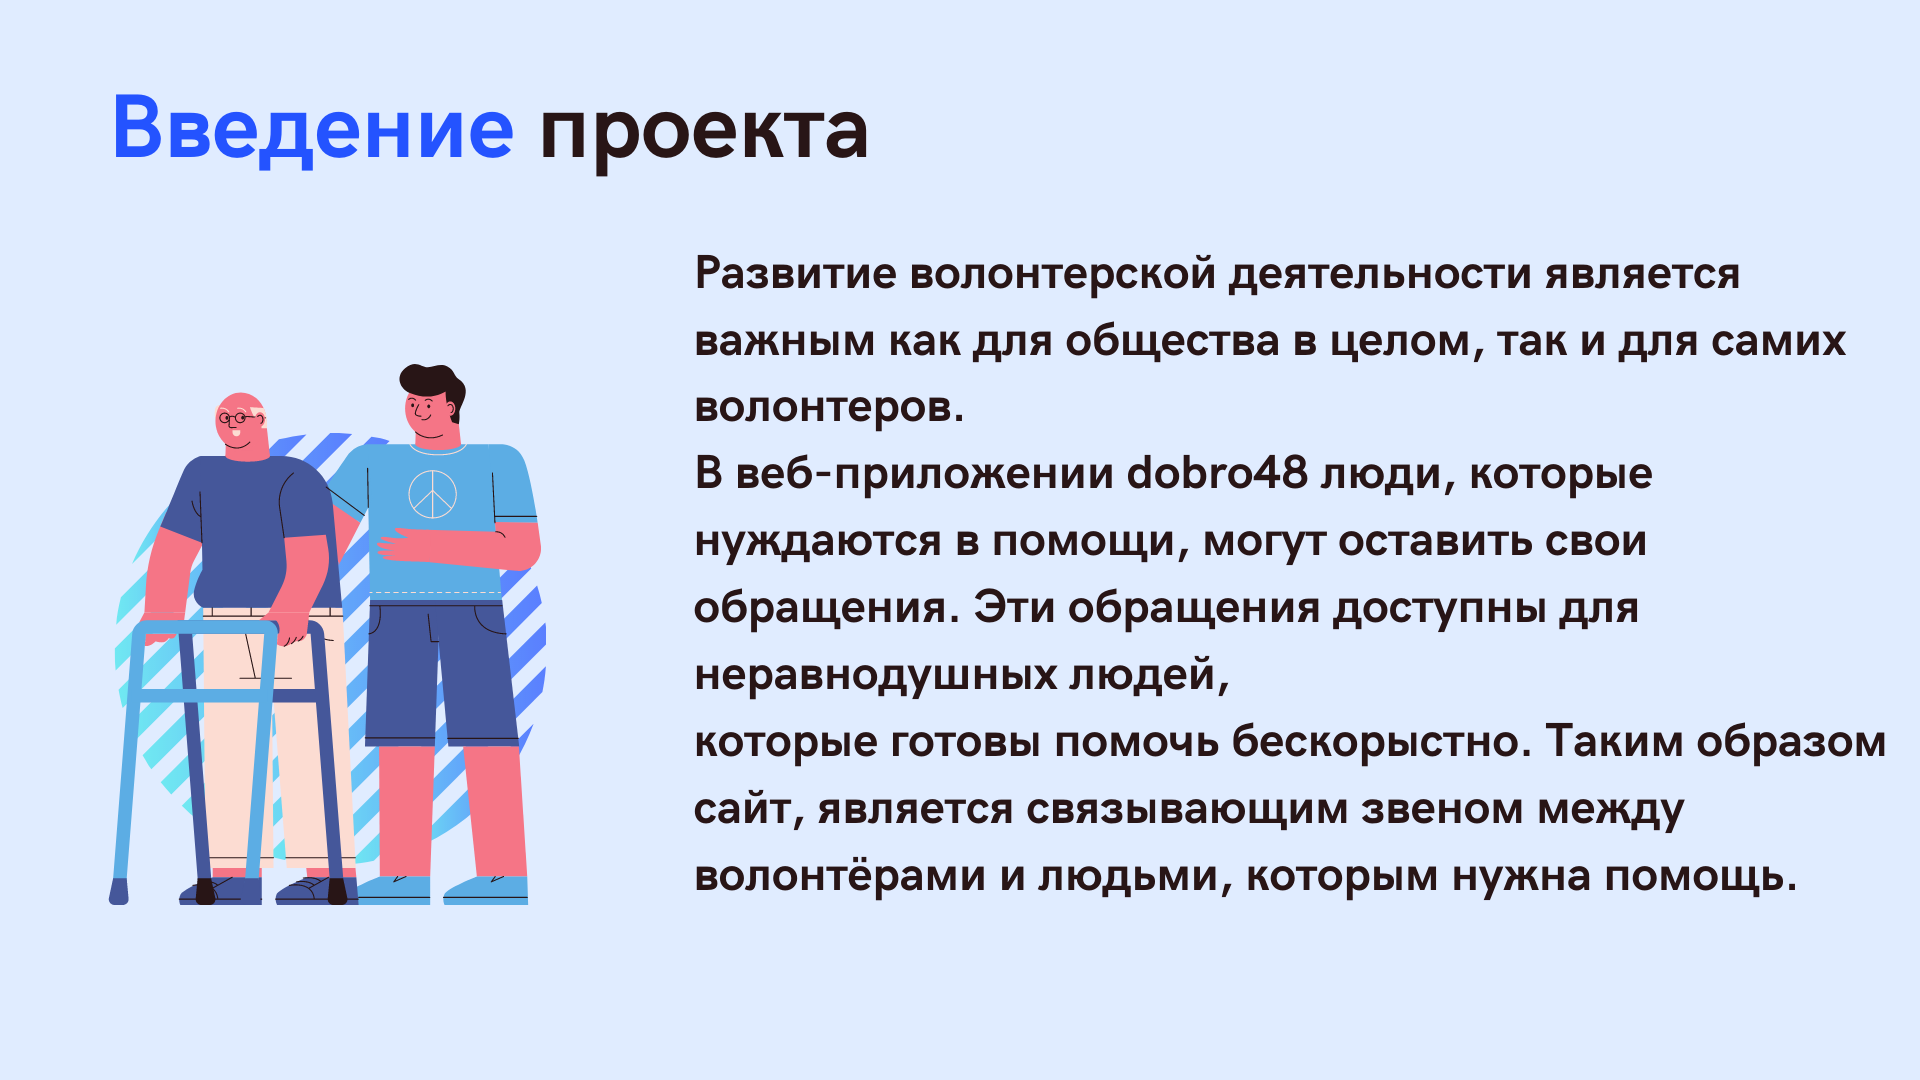 Введение проекта
Развитие волонтерской деятельности является
важным как для общества в целом, так и для самих
волонтеров.
В веб-приложении dobro48 люди, которые
нуждаются в помощи, могут оставить свои
обращения. Эти обращения доступны для
неравнодушных людей,
которые готовы помочь бескорыстно. Таким образом
сайт, является связывающим звеном между
волонтёрами и людьми, которым нужна помощь.